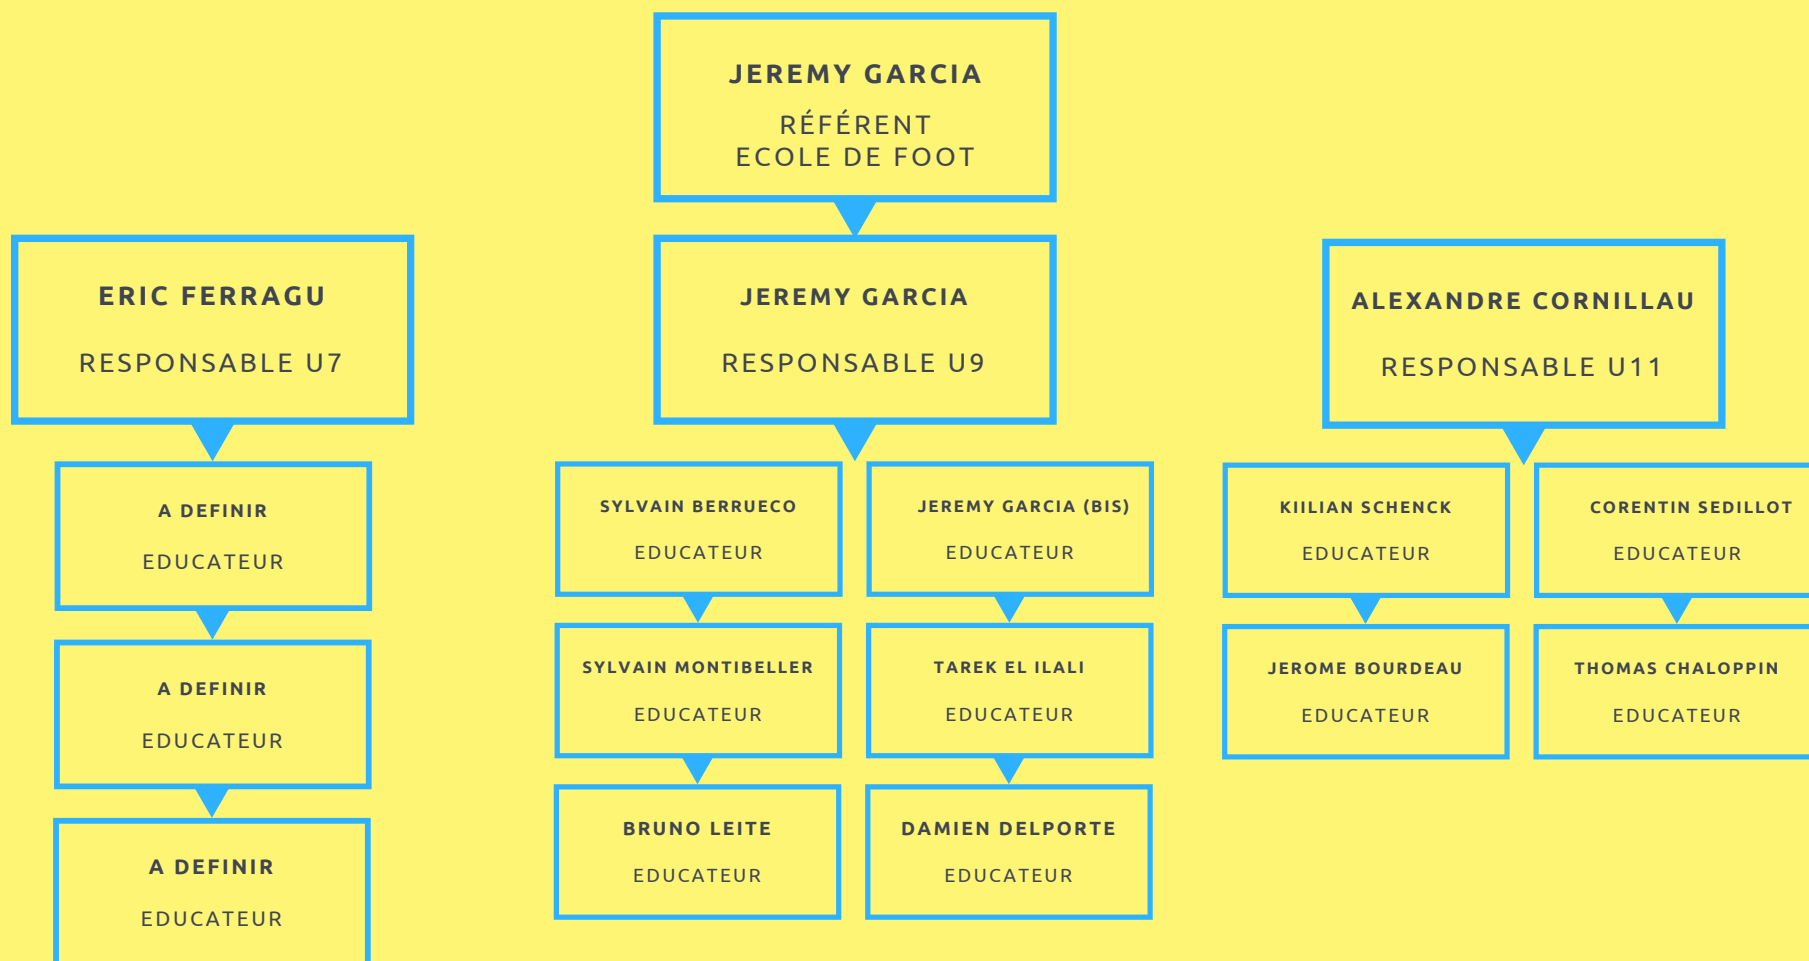 JEREMY GARCIA
RÉFÉRENT
ECOLE DE FOOT
ERIC FERRAGU
RESPONSABLE U7
JEREMY GARCIA
RESPONSABLE U9
ALEXANDRE CORNILLAU
RESPONSABLE U11
A DEFINIR
EDUCATEUR
A DEFINIR
EDUCATEUR
A DEFINIR
EDUCATEUR
SYLVAIN BERRUECO
EDUCATEUR
SYLVAIN MONTIBELLER
EDUCATEUR
BRUNO LEITE
EDUCATEUR
JEREMY GARCIA (BIS)
EDUCATEUR
TAREK EL ILALI
EDUCATEUR
DAMIEN DELPORTE
EDUCATEUR
KIILIAN SCHENCK
EDUCATEUR
JEROME BOURDEAU
EDUCATEUR
CORENTIN SEDILLOT
EDUCATEUR
THOMAS CHALOPPIN
EDUCATEUR